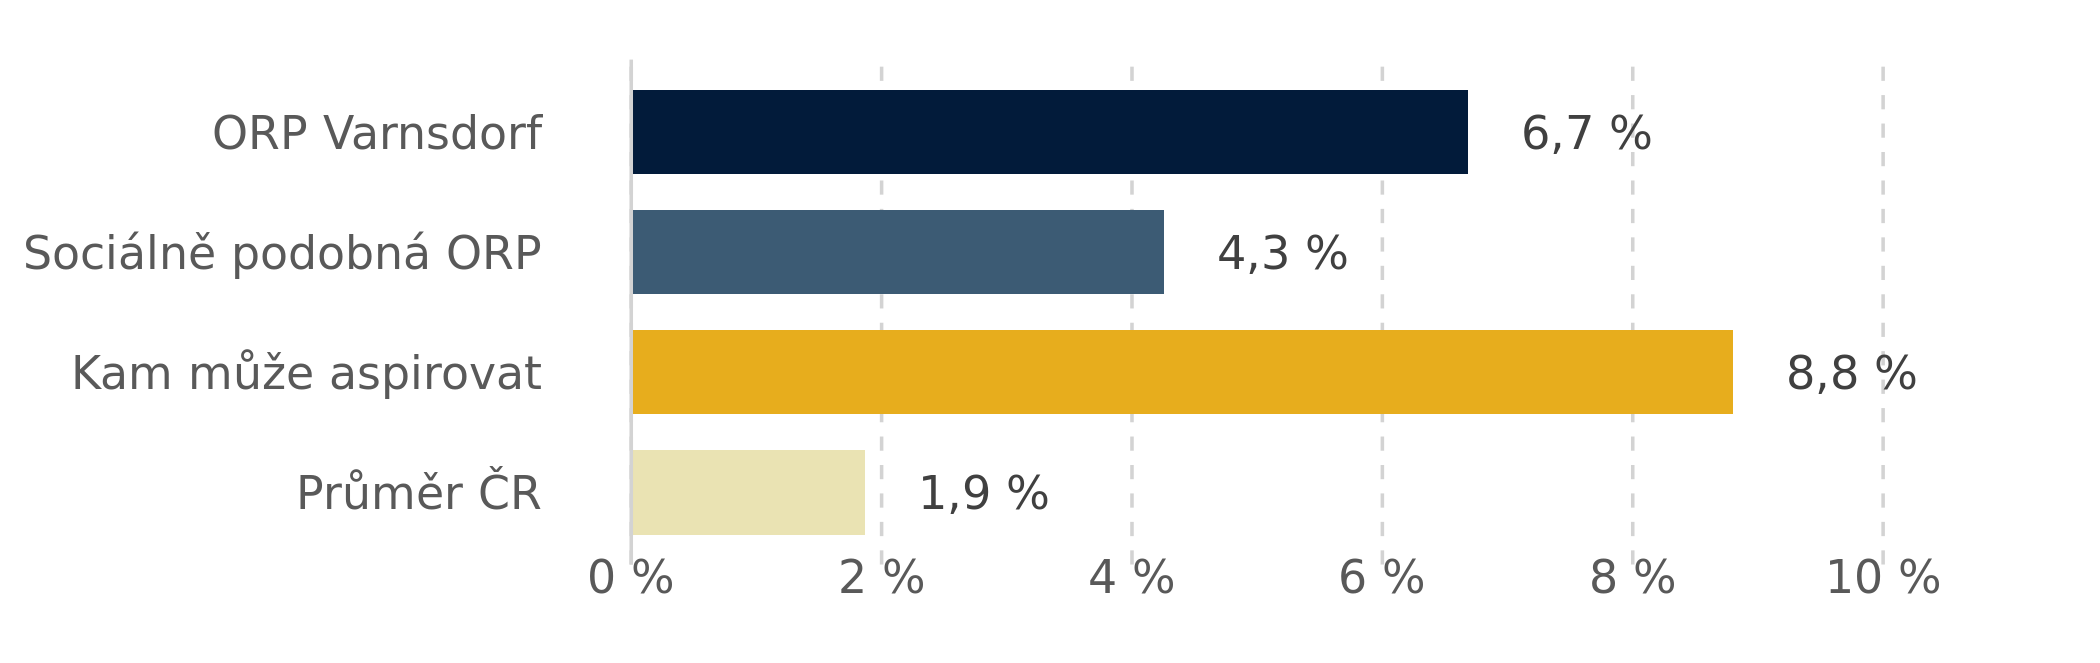 ORP Varnsdorf
6,7 %
Sociálně podobná ORP
4,3 %
Kam může aspirovat
8,8 %
Průměr ČR
1,9 %
0 % 2 % 4 % 6 % 8 % 10 %